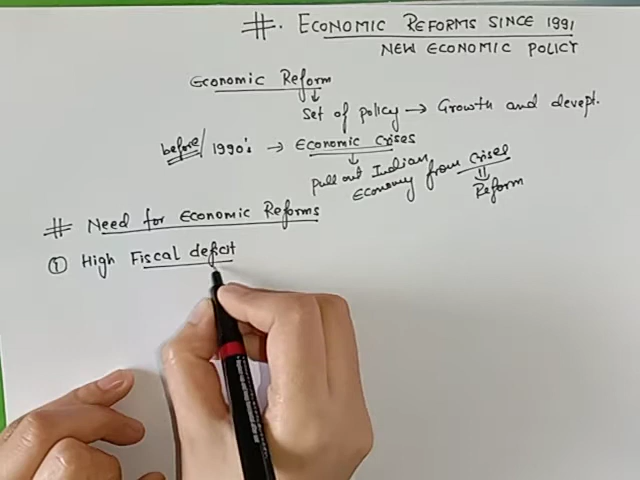 #. ECONOMIC REFORMS SINCE 1991
NEW ECONOMIC POLICY
Economic Reform
↓
Set of policy → Growth and devept.
before/1990's → Economic Crises
↓
Pull out Indian
Economy from Crises
Reform
# Need for Economic Reforms
① High Fiscal deficit